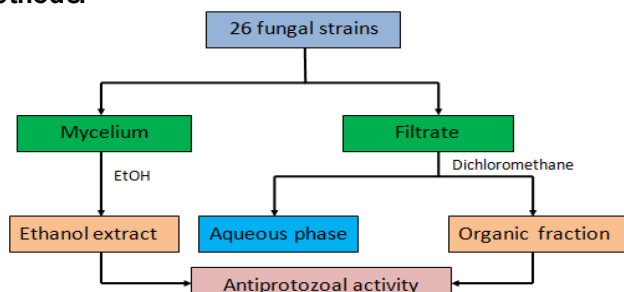 26 fungal strains
Mycelium
Filtrate
EtOH
Dichloromethane
Ethanol extract
Aqueous phase
Organic fraction
Antiprotozoal activity